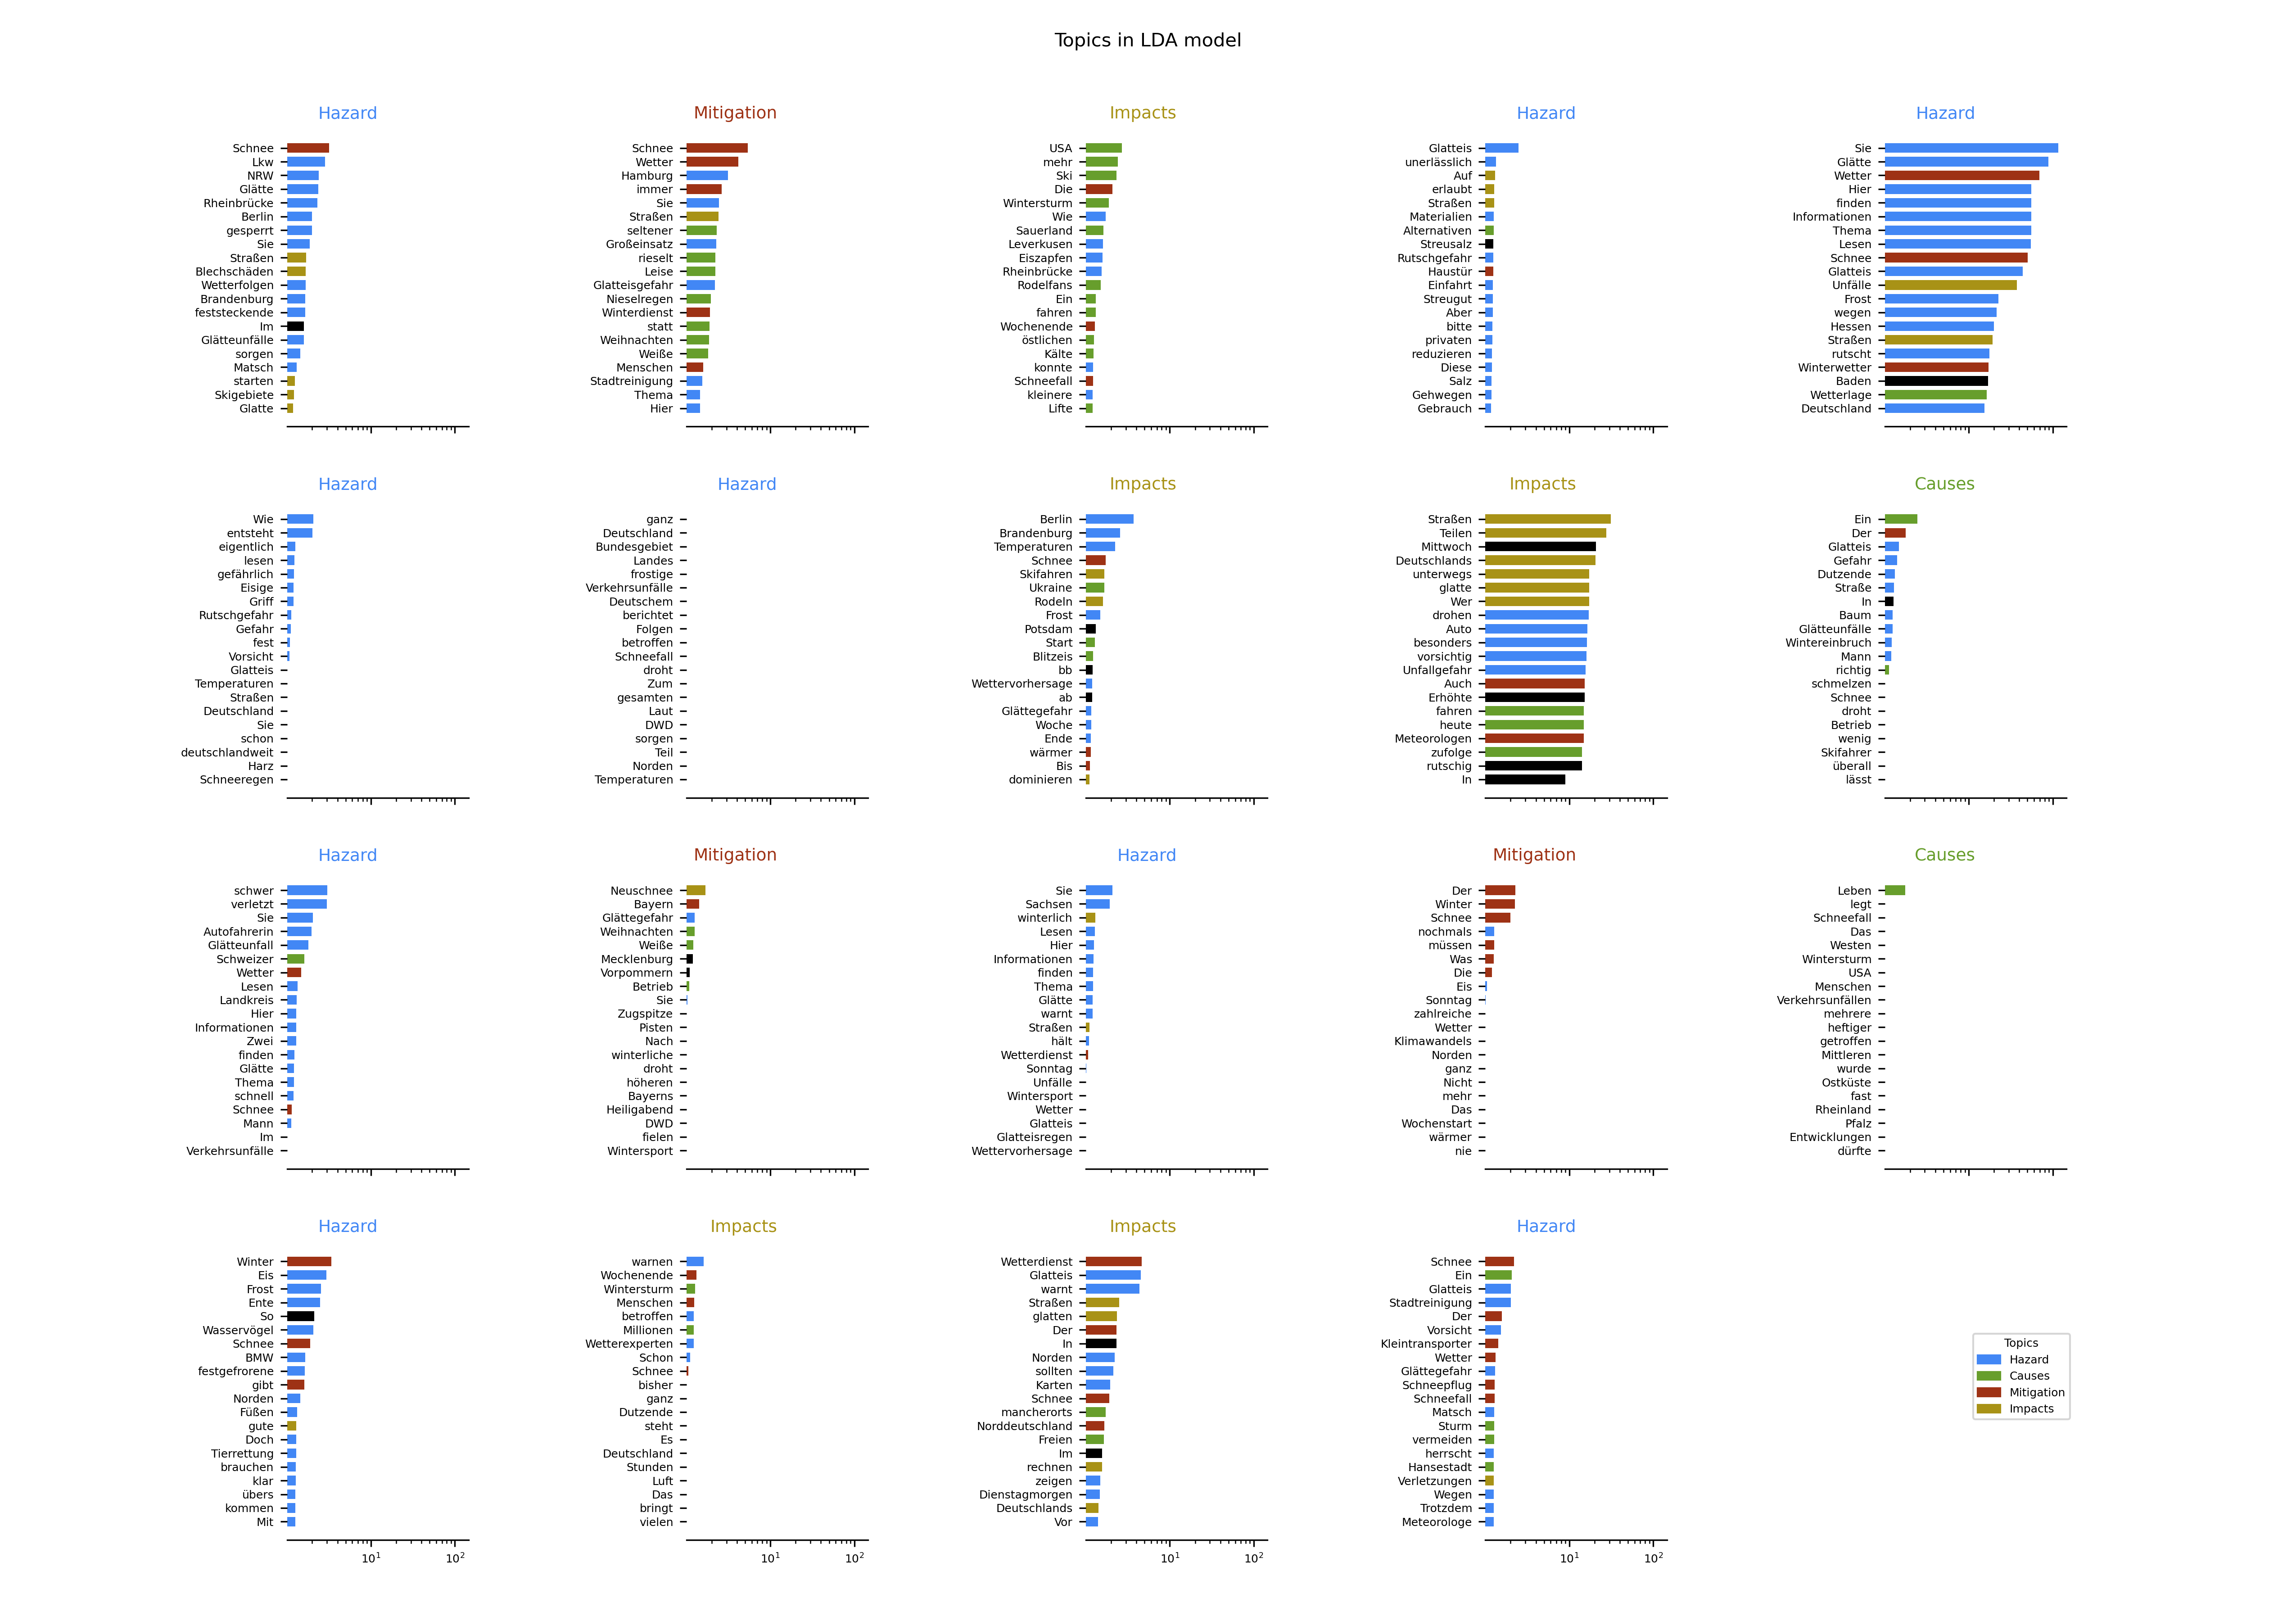 Topics in LDA model
Hazard
Schnee
Lkw
NRW
Glätte
Rheinbrücke
Berlin
gesperrt
Sie
Straßen
Blechschäden
Wetterfolgen
Brandenburg
feststeckende
Im
Glätteunfälle
sorgen
Matsch
starten
Skigebiete
Glatte
Mitigation
Schnee
Wetter
Hamburg
immer
Sie
Straßen
seltener
Großeinsatz
rieselt
Leise
Glatteisgefahr
Nieselregen
Winterdienst
statt
Weihnachten
Weiße
Menschen
Stadtreinigung
Thema
Hier
Impacts
USA
mehr
Ski
Die
Wintersturm
Wie
Sauerland
Leverkusen
Eiszapfen
Rheinbrücke
Rodelfans
Ein
fahren
Wochenende
östlichen
Kälte
konnte
Schneefall
kleinere
Lifte
Hazard
Glatteis
unerlässlich
Auf
erlaubt
Straßen
Materialien
Alternativen
Streusalz
Rutschgefahr
Haustür
Einfahrt
Streugut
Aber
bitte
privaten
reduzieren
Diese
Salz
Gehwegen
Gebrauch
Hazard
Sie
Glätte
Wetter
Hier
finden
Informationen
Thema
Lesen
Schnee
Glatteis
Unfälle
Frost
wegen
Hessen
Straßen
rutscht
Winterwetter
Baden
Wetterlage
Deutschland
Hazard
Wie
entsteht
eigentlich
lesen
gefährlich
Eisige
Griff
Rutschgefahr
Gefahr
fest
Vorsicht
Glatteis
Temperaturen
Straßen
Deutschland
Sie
schon
deutschlandweit
Harz
Schneeregen
Hazard
ganz
Deutschland
Bundesgebiet
Landes
frostige
Verkehrsunfälle
Deutschem
berichtet
Folgen
betroffen
Schneefall
droht
Zum
gesamten
Laut
DWD
sorgen
Teil
Norden
Temperaturen
Impacts
Berlin
Brandenburg
Temperaturen
Schnee
Skifahren
Ukraine
Rodeln
Frost
Potsdam
Start
Blitzeis
bb
Wettervorhersage
ab
Glättegefahr
Woche
Ende
wärmer
Bis
dominieren
Impacts
Straßen
Teilen
Mittwoch
Deutschlands
unterwegs
glatte
Wer
drohen
Auto
besonders
vorsichtig
Unfallgefahr
Auch
Erhöhte
fahren
heute
Meteorologen
zufolge
rutschig
In
Causes
Ein
Der
Glatteis
Gefahr
Dutzende
Straße
In
Baum
Glätteunfälle
Wintereinbruch
Mann
richtig
schmelzen
Schnee
droht
Betrieb
wenig
Skifahrer
überall
lässt
Hazard
schwer
verletzt
Sie
Autofahrerin
Glätteunfall
Schweizer
Wetter
Lesen
Landkreis
Hier
Informationen
Zwei
finden
Glätte
Thema
schnell
Schnee
Mann
Im
Verkehrsunfälle
Mitigation
Neuschnee
Bayern
Glättegefahr
Weihnachten
Weiße
Mecklenburg
Vorpommern
Betrieb
Sie
Zugspitze
Pisten
Nach
winterliche
droht
höheren
Bayerns
Heiligabend
DWD
fielen
Wintersport
Hazard
Sie
Sachsen
winterlich
Lesen
Hier
Informationen
finden
Thema
Glätte
warnt
Straßen
hält
Wetterdienst
Sonntag
Unfälle
Wintersport
Wetter
Glatteis
Glatteisregen
Wettervorhersage
Mitigation
Der
Winter
Schnee
nochmals
müssen
Was
Die
Eis
Sonntag
zahlreiche
Wetter
Klimawandels
Norden
ganz
Nicht
mehr
Das
Wochenstart
wärmer
nie
Causes
Leben
legt
Schneefall
Das
Westen
Wintersturm
USA
Menschen
Verkehrsunfällen
mehrere
heftiger
getroffen
Mittleren
wurde
Ostküste
fast
Rheinland
Pfalz
Entwicklungen
dürfte
Hazard
Winter
Eis
Frost
Ente
So
Wasservögel
Schnee
BMW
festgefrorene
gibt
Norden
Füßen
gute
Doch
Tierrettung
brauchen
klar
übers
kommen
Mit
10¹ 10²
Impacts
warnen
Wochenende
Wintersturm
Menschen
betroffen
Millionen
Wetterexperten
Schon
Schnee
bisher
ganz
Dutzende
steht
Es
Deutschland
Stunden
Luft
Das
bringt
vielen
10¹ 10²
Impacts
Wetterdienst
Glatteis
warnt
Straßen
glatten
Der
In
Norden
sollten
Karten
Schnee
mancherorts
Norddeutschland
Freien
Im
rechnen
zeigen
Dienstagmorgen
Deutschlands
Vor
10¹ 10²
Hazard
Schnee
Ein
Glatteis
Stadtreinigung
Der
Vorsicht
Kleintransporter
Wetter
Glättegefahr
Schneepflug
Schneefall
Matsch
Sturm
vermeiden
herrscht
Hansestadt
Verletzungen
Wegen
Trotzdem
Meteorologe
10¹ 10²
Topics
Hazard
Causes
Mitigation
Impacts